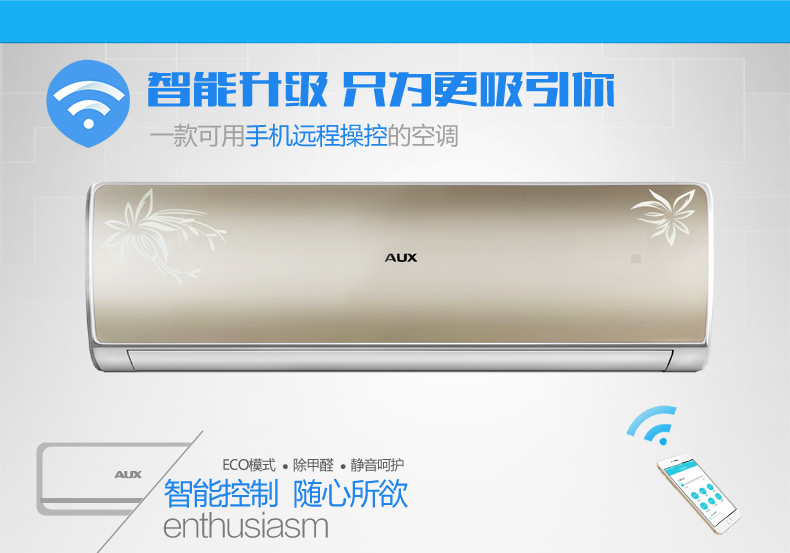 智能升级 只为更吸引你
一款可用手机远程操控的空调
AUX
AUX
ECO模式 • 除甲醛 • 静音呵护
智能控制 随心所欲
enthusiasm